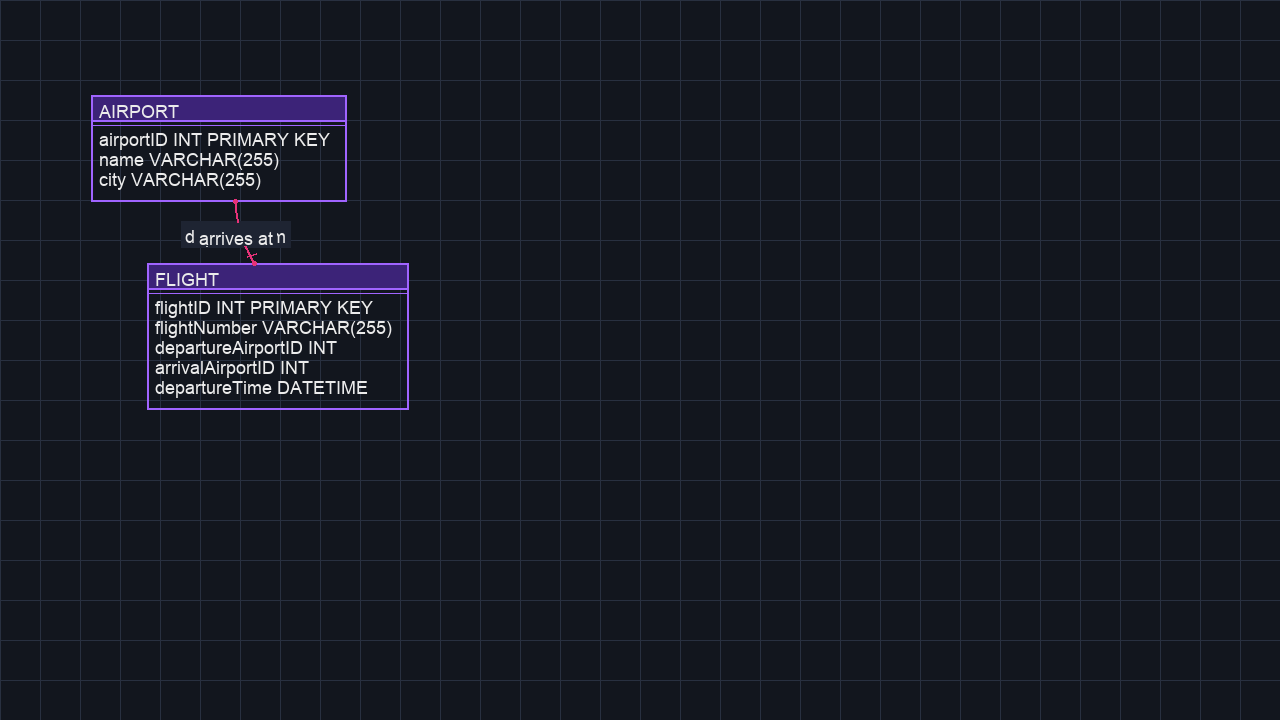 AIRPORT
airportID INT PRIMARY KEY
name VARCHAR(255)
city VARCHAR(255)
arrives at
FLIGHT
flightID INT PRIMARY KEY
flightNumber VARCHAR(255)
departureAirportID INT
arrivalAirportID INT
departureTime DATETIME